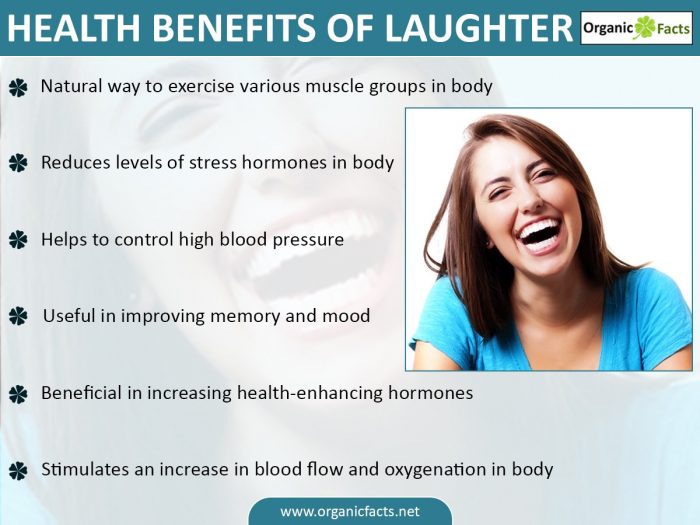 HEALTH BENEFITS OF LAUGHTER
Organic Facts
Natural way to exercise various muscle groups in body
Reduces levels of stress hormones in body
Helps to control high blood pressure
Useful in improving memory and mood
Beneficial in increasing health-enhancing hormones
Stimulates an increase in blood flow and oxygenation in body
www.organicfacts.net